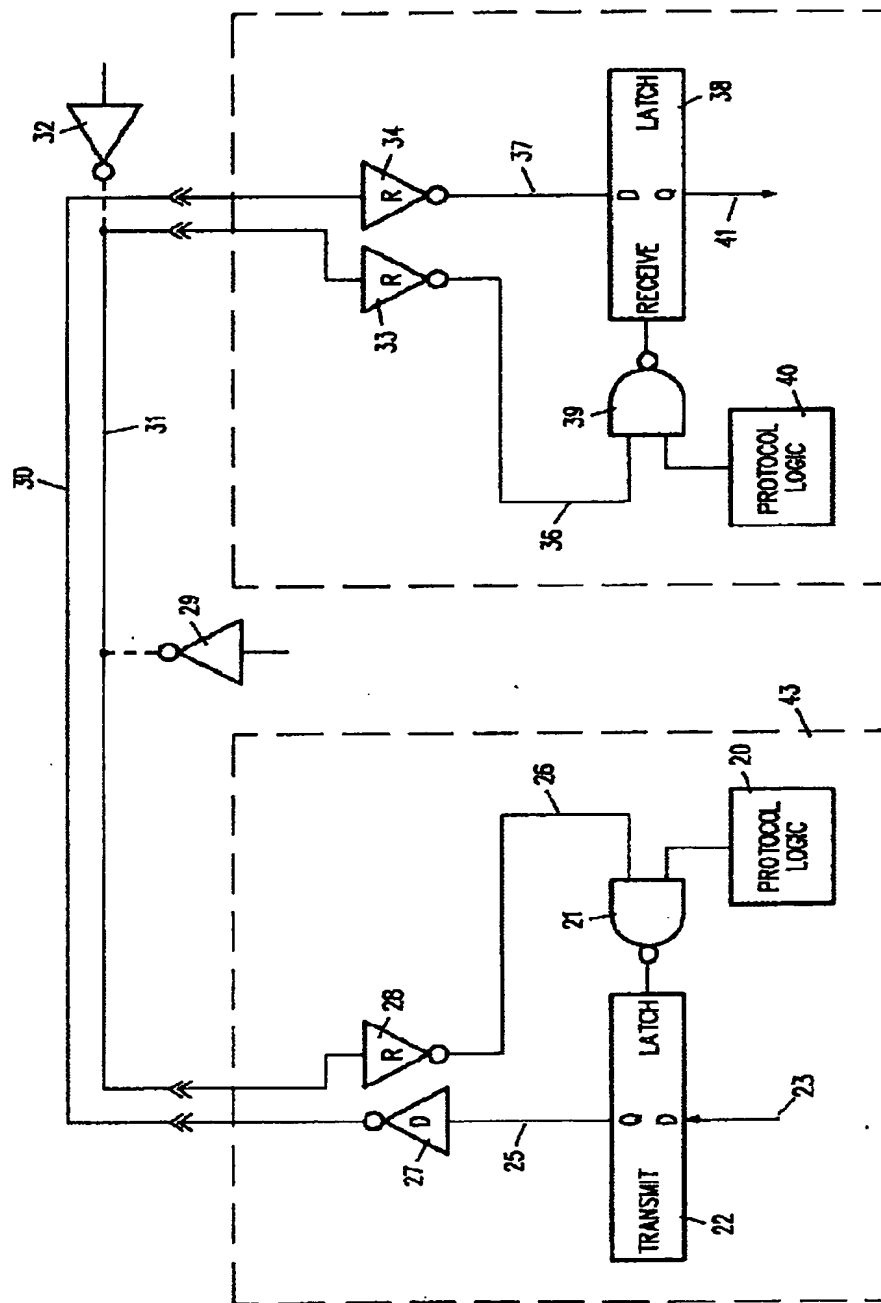 30
31
32
29
43
33
R
34
R
37
36
39
RECEIVE
LATCH
D
Q
38
41
40
PROTOCOL
LOGIC
28
R
27
D
26
25
21
TRANSMIT
LATCH
Q
D
22
23
20
PROTOCOL
LOGIC